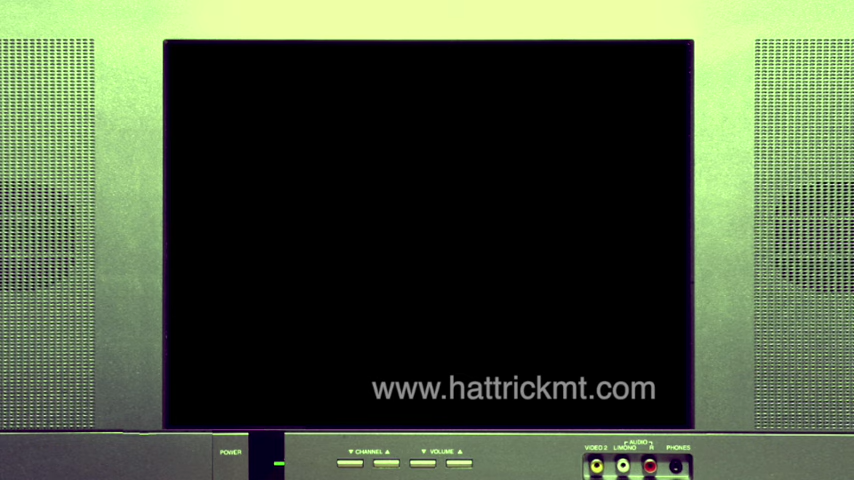 www.hattrickmt.com
POWER
▼ CHANNEL ▲
▼ VOLUME ▲
AUDIO
VIDEO 2 L/MONO R PHONES